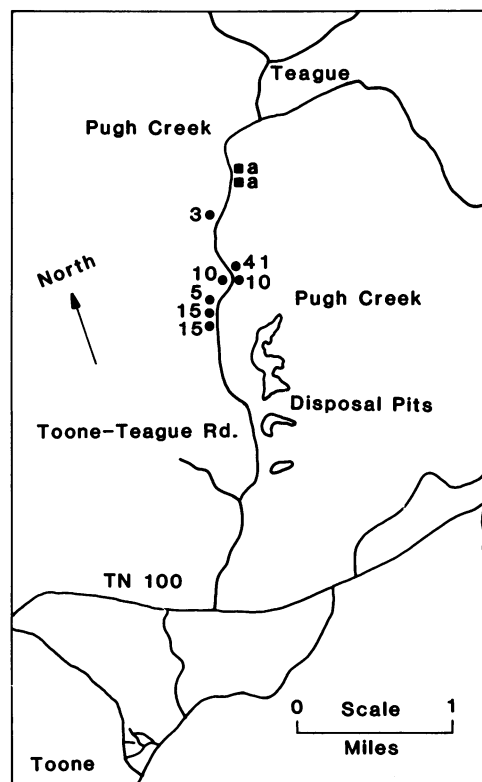 Teague
Pugh Creek
a
a
3
North
41
10
10
5
15
15
Pugh Creek
Disposal Pits
Toone-Teague Rd.
TN 100
0 Scale 1
Miles
Toone